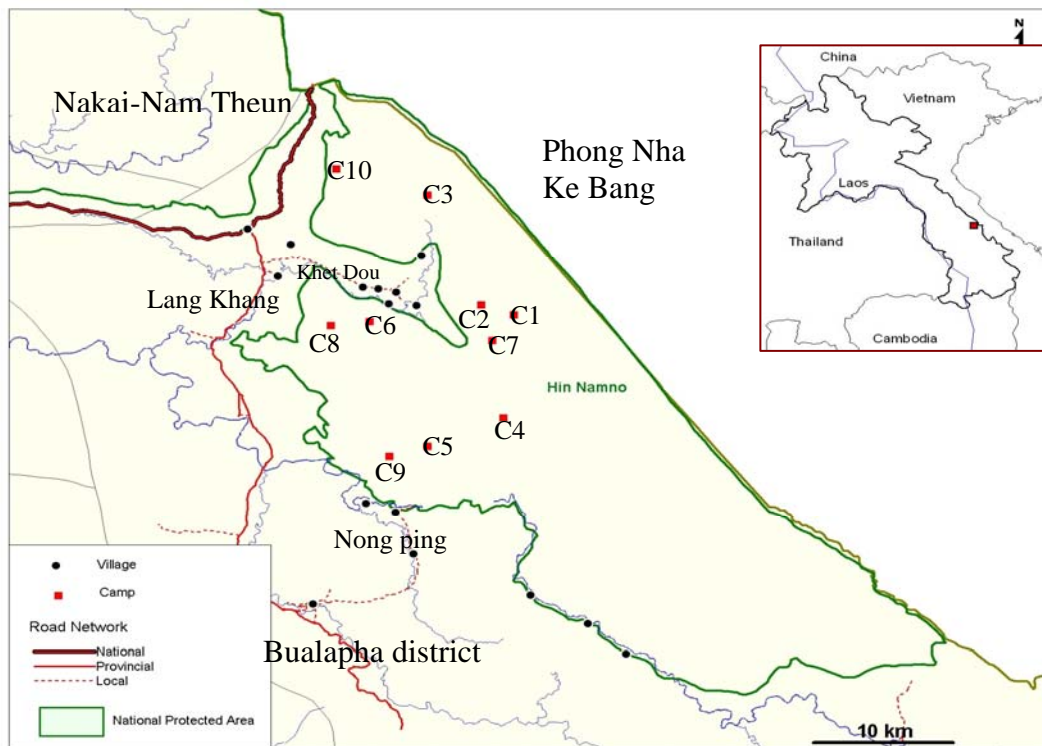 N
China
Vietnam
Laos
Thailand
Cambodia
Nakai-Nam Theun
Phong Nha
Ke Bang
C10
C3
Khet Dou
Lang Khang
C2
C1
C6
C8
C7
Hin Namno
C4
C5
C9
Nong ping
Bualapha district
Village
Camp
Road Network
National
Provincial
Local
National Protected Area
10 km